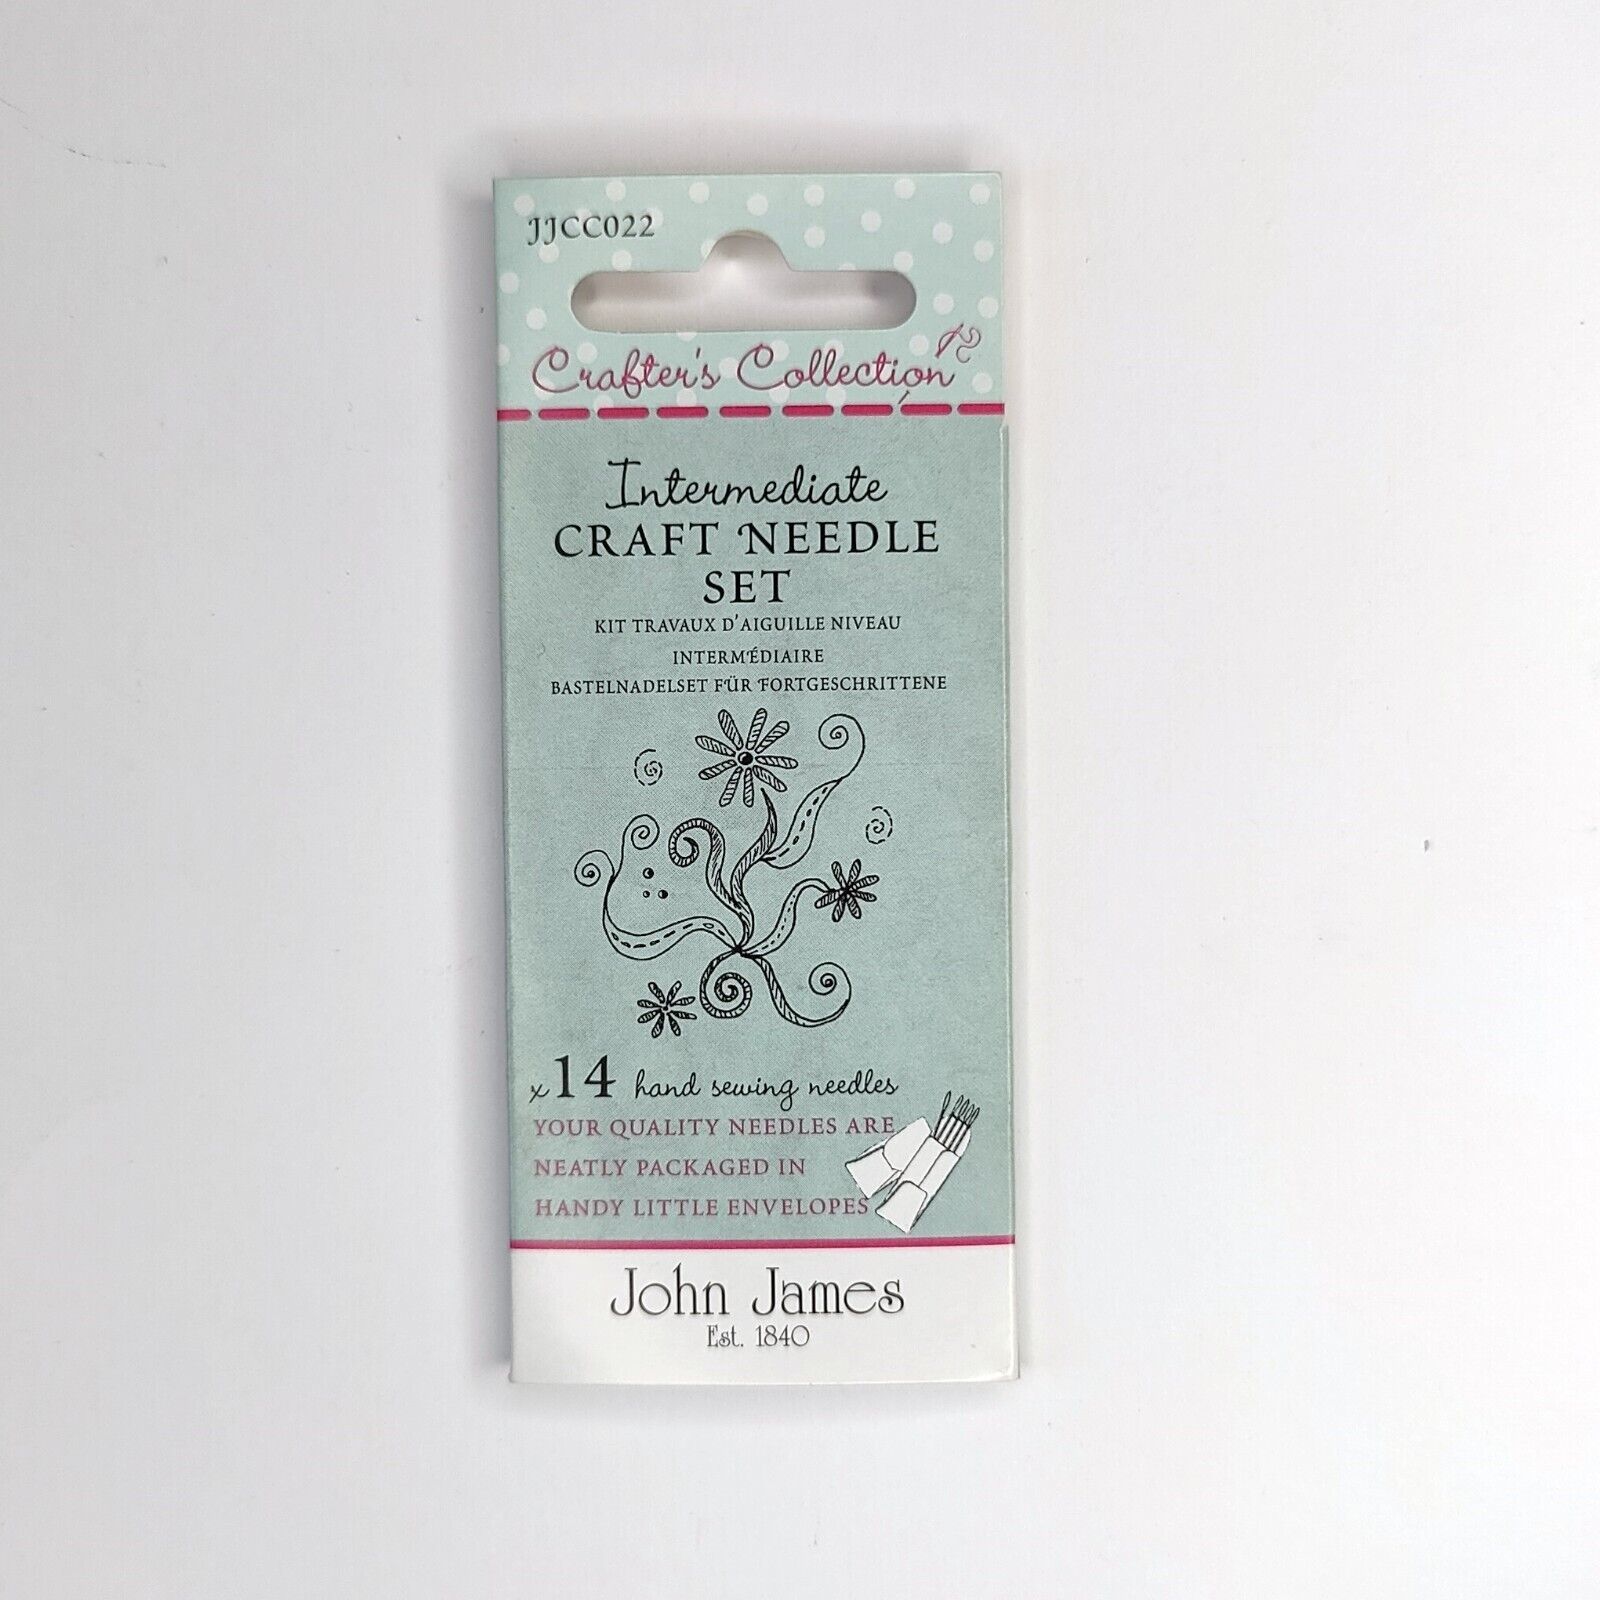 JJCC022
Crafter's Collection
Intermediate
CRAFT NEEDLE
SET
KIT TRAVAUX D'AIGUILLE NIVEAU
INTERMÉDIAIRE
BASTELNADELSET FÜR FORTGESCHRITTENE
x14 hand sewing needles
YOUR QUALITY NEEDLES ARE
NEATLY PACKAGED IN
HANDY LITTLE ENVELOPES
John James
Est. 1840